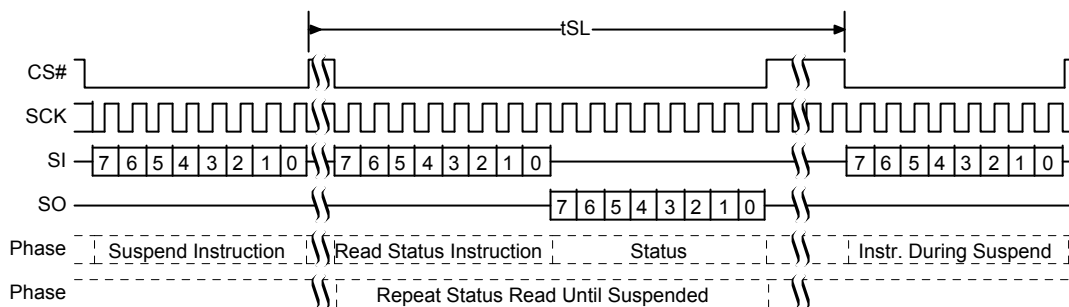 tSL
CS#
SCK
SI 7 6 5 4 3 2 1 0 7 6 5 4 3 2 1 0 7 6 5 4 3 2 1 0
SO 7 6 5 4 3 2 1 0
Phase Suspend Instruction Read Status Instruction Status Instr. During Suspend
Phase Repeat Status Read Until Suspended